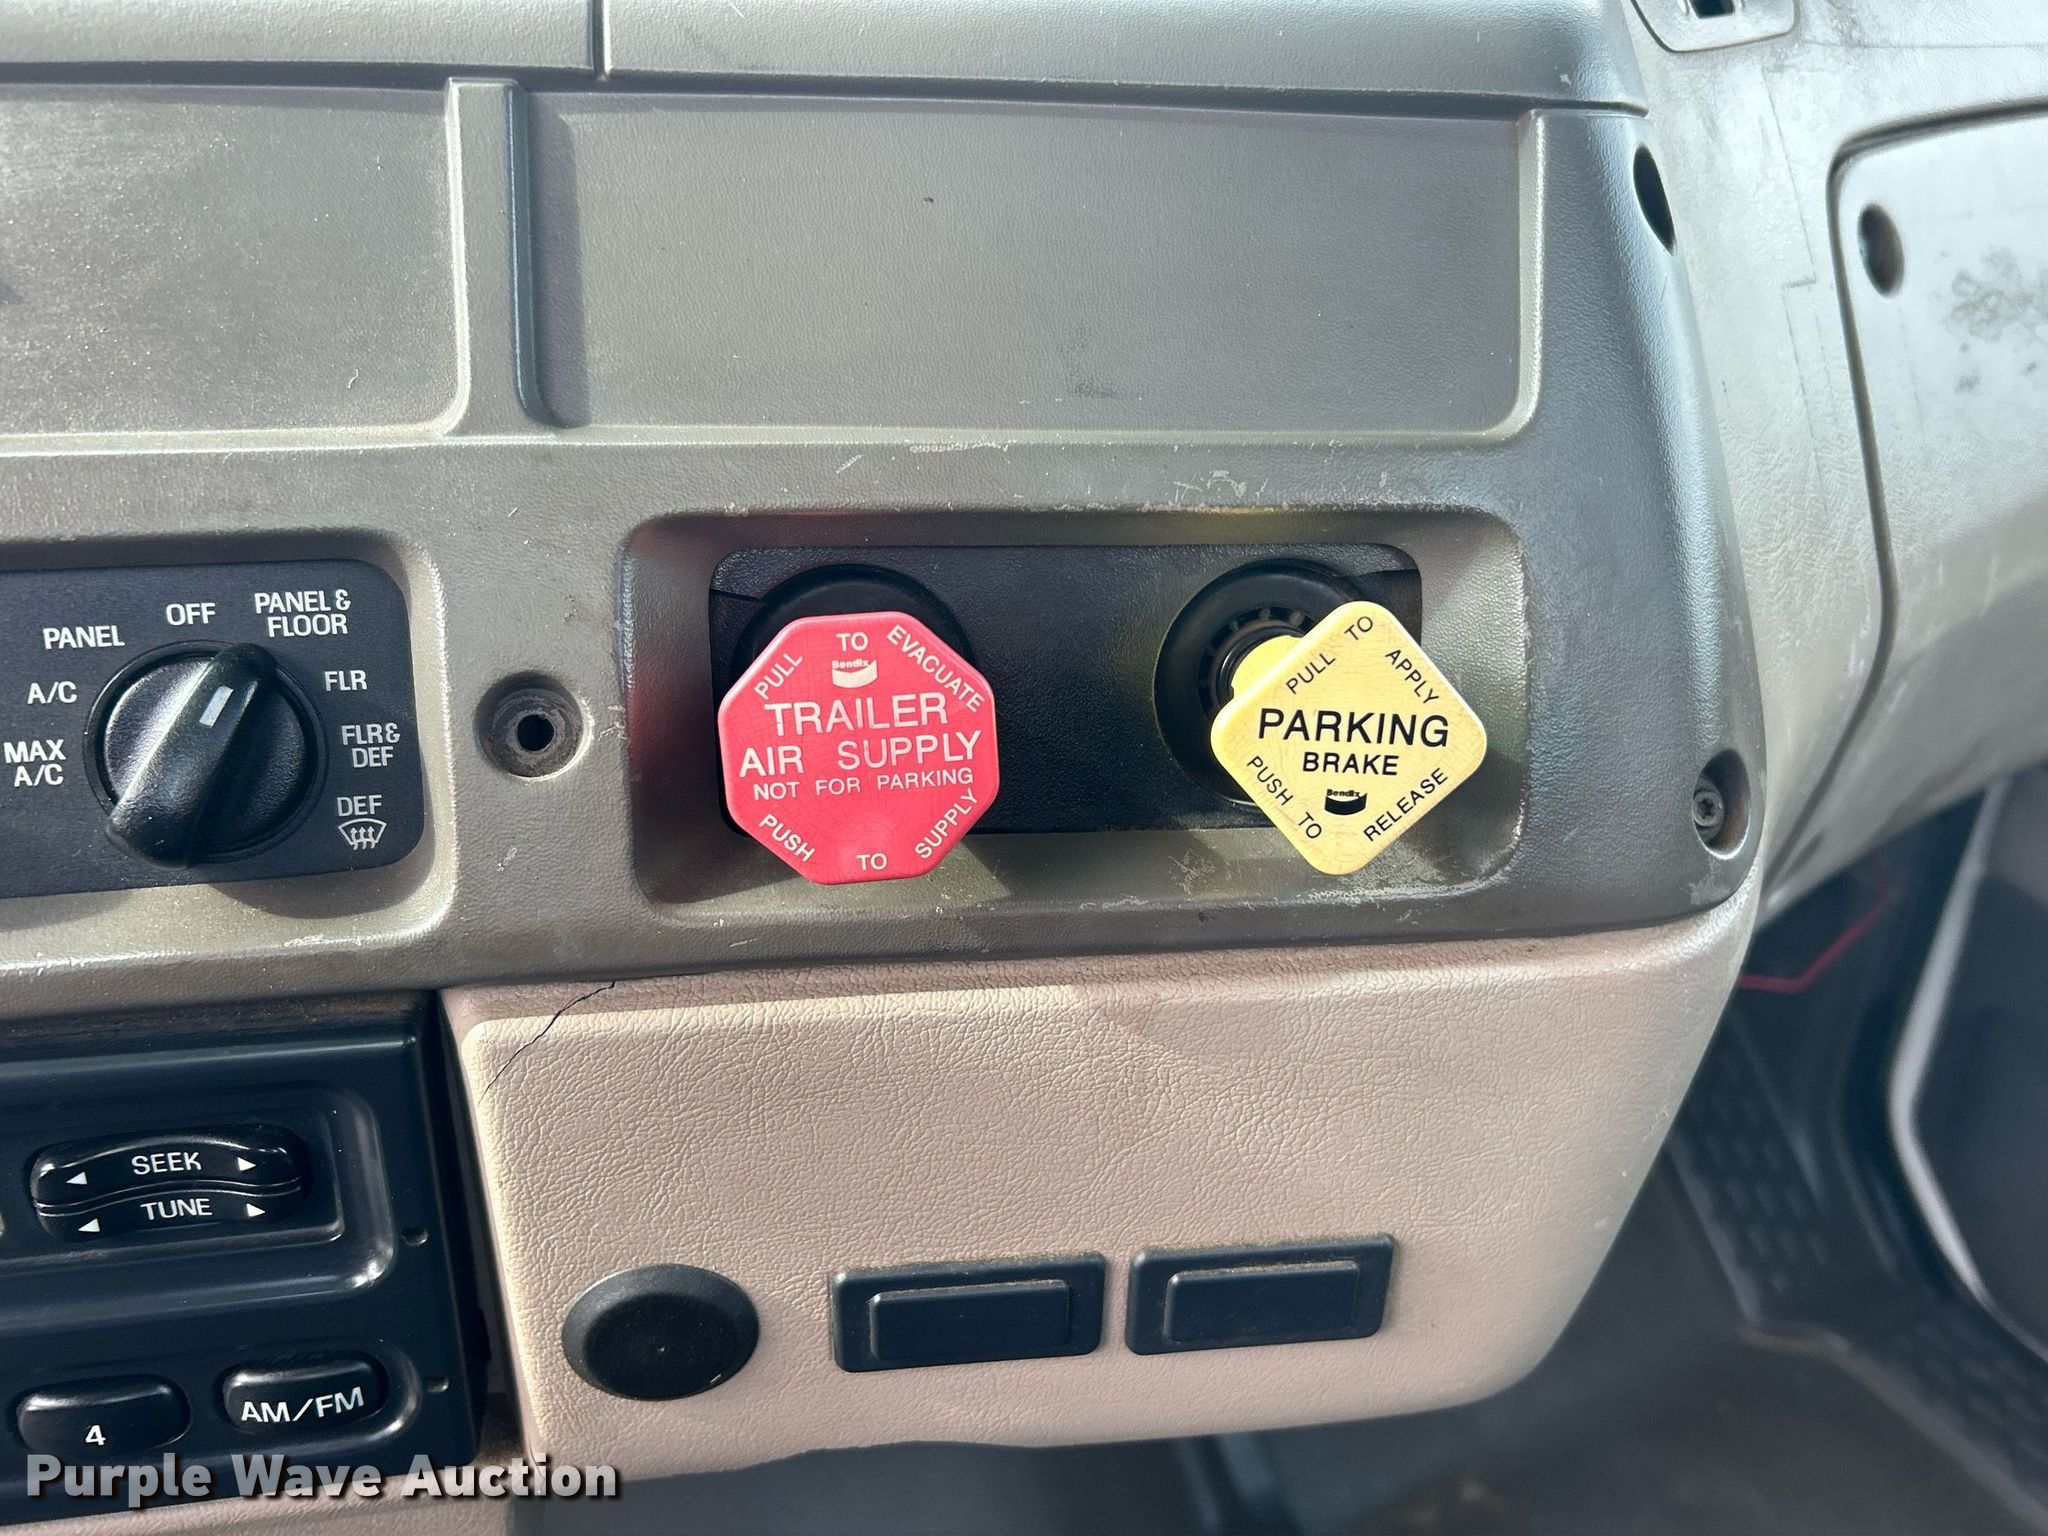 OFF
PANEL &
FLOOR
PANEL
FLR
A/C
FLR &
DEF
MAX
A/C
DEF
PULL TO EVACUATE
Bendix
TRAILER
AIR SUPPLY
NOT FOR PARKING
PUSH TO SUPPLY
PULL TO APPLY
PARKING
BRAKE
Bendix
PUSH TO RELEASE
SEEK
TUNE
AM/FM
4
Purple Wave Auction